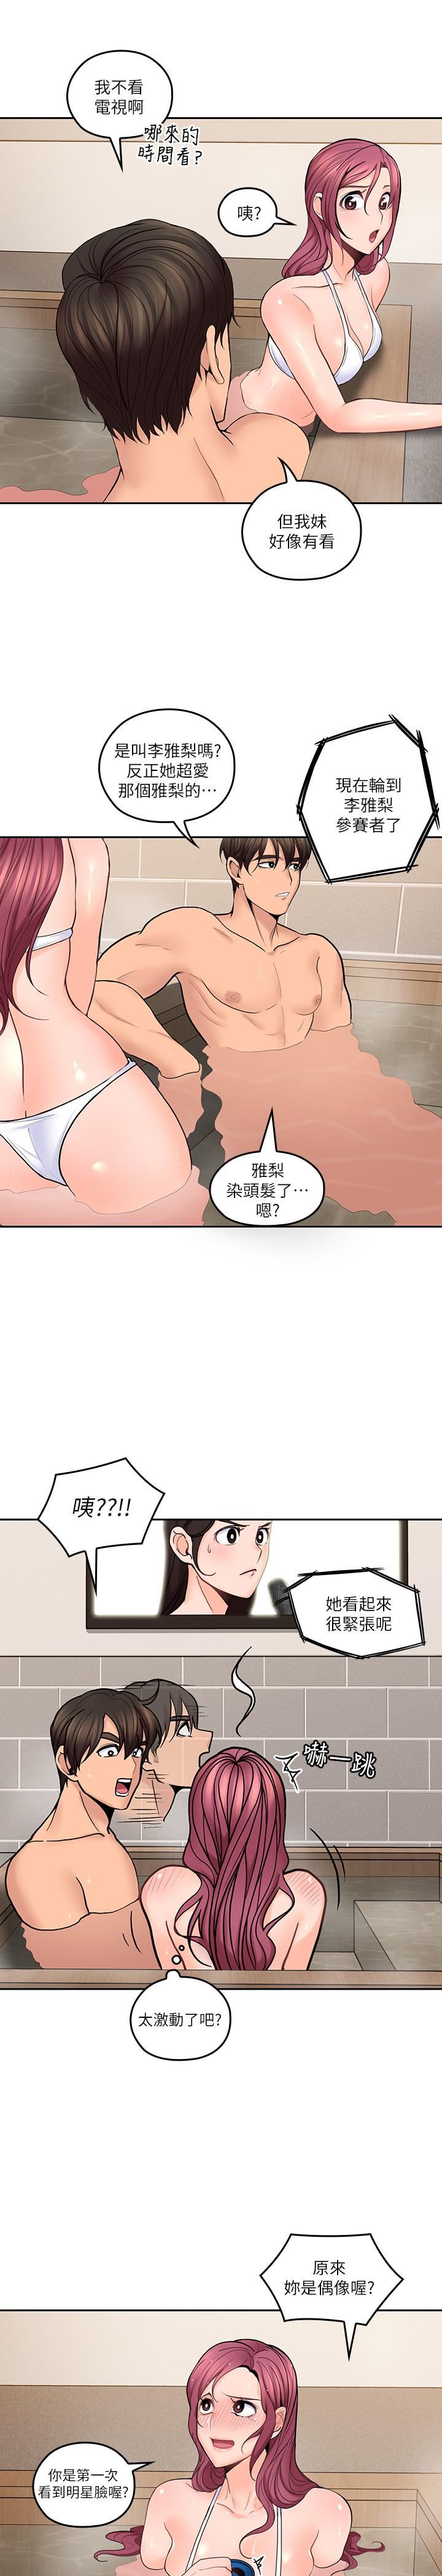 我不看
電視啊
哪來的
時間看?
咦?
但我妹
好像有看
是叫李雅梨嗎?
反正她超愛
那個雅梨的…
現在輪到
李雅梨
參賽者了
雅梨
染頭髮了…
嗯?
咦??!!
她看起來
很緊張呢
嚇一跳
太激動了吧?
原來
妳是偶像喔?
你是第一次
看到明星臉喔?